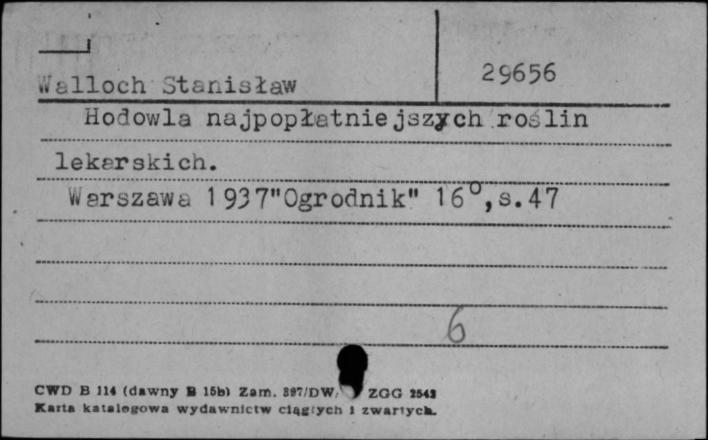 29656
Walloch Stanisław
Hodowla najpopłatniejszych roślin
lekarskich.
Warszawa 1937"Ogrodnik" 16°,s.47
6
CWD B 114 (dawny B 15b) Zam. 397/DW, ZGG 2542
Karta katalogowa wydawnictw ciągłych i zwartych.